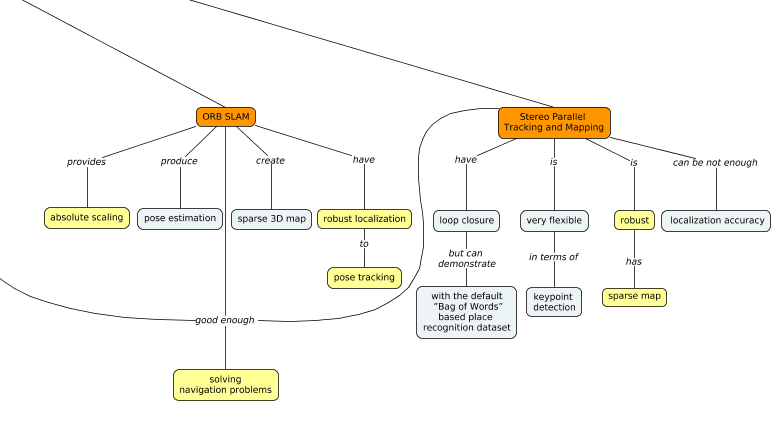 ORB SLAM
Stereo Parallel
Tracking and Mapping
provides
produce
create
have
have
is
is
can be not enough
absolute scaling
pose estimation
sparse 3D map
robust localization
loop closure
very flexible
robust
localization accuracy
to
but can
demonstrate
in terms of
has
pose tracking
with the default
"Bag of Words"
based place
recognition dataset
keypoint
detection
sparse map
good enough
solving
navigation problems